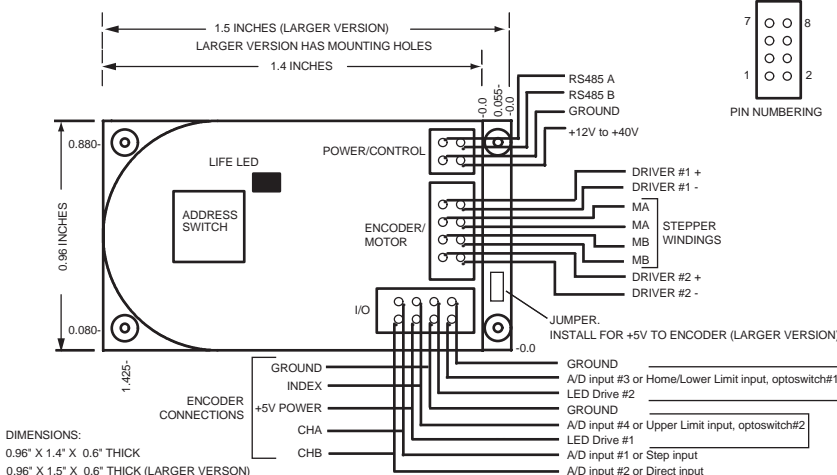 1.5 INCHES (LARGER VERSION)
LARGER VERSION HAS MOUNTING HOLES
1.4 INCHES
7
8
1
2
PIN NUMBERING
-0.0
0.055-
-0.0
RS485 A
RS485 B
GROUND
+12V to +40V
0.880-
POWER/CONTROL
LIFE LED
0.96 INCHES
ADDRESS
SWITCH
ENCODER/
MOTOR
DRIVER #1 +
DRIVER #1 -
MA
MA
MB
MB
STEPPER
WINDINGS
DRIVER #2 +
DRIVER #2 -
I/O
JUMPER.
INSTALL FOR +5V TO ENCODER (LARGER VERSION)
0.080-
-0.0
1.425-
ENCODER
CONNECTIONS
GROUND
INDEX
+5V POWER
CHA
CHB
GROUND
A/D input #3 or Home/Lower Limit input, optoswitch#1
LED Drive #2
GROUND
A/D input #4 or Upper Limit input, optoswitch#2
LED Drive #1
A/D input #1 or Step input
A/D input #2 or Direct input
DIMENSIONS:
0.96" X 1.4" X 0.6" THICK
0.96" X 1.5" X 0.6" THICK (LARGER VERSON)